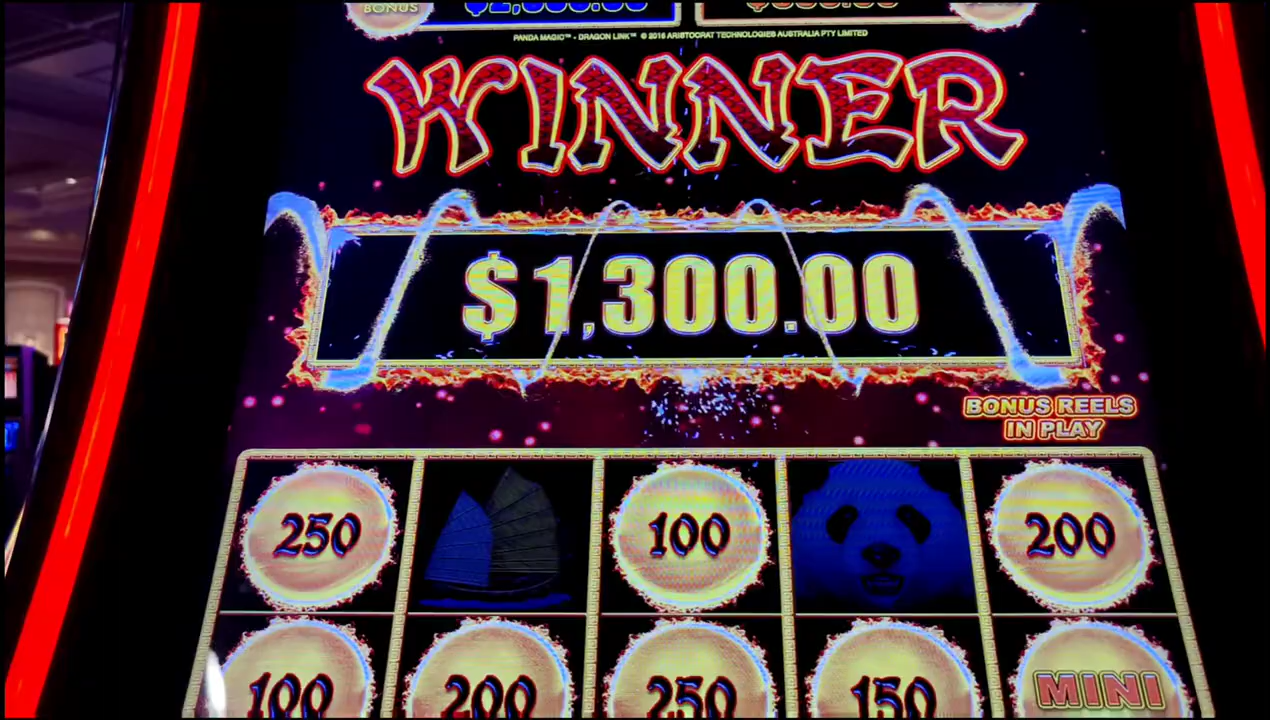 BONUS
PANDA MAGIC™ - DRAGON LINK™ © 2016 ARISTOCRAT TECHNOLOGIES AUSTRALIA PTY LIMITED
WINNER
$1,300.00
BONUS REELS
IN PLAY
250
100
200
100
200
250
150
MINI